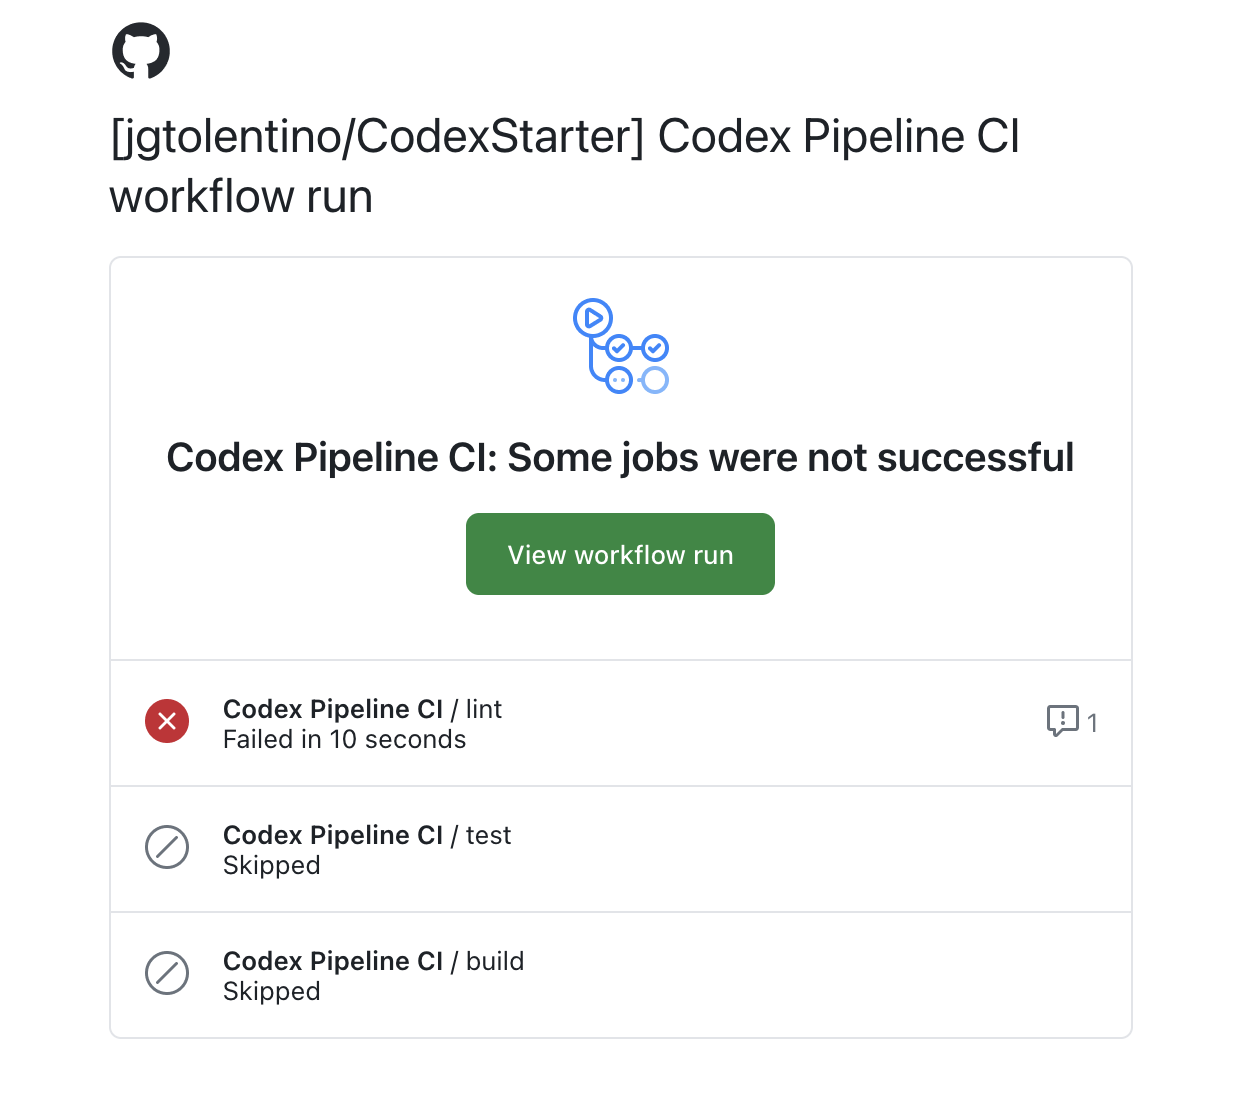 [jgtolentino/CodexStarter] Codex Pipeline CI
workflow run
Codex Pipeline CI: Some jobs were not successful
View workflow run
Codex Pipeline CI / lint
Failed in 10 seconds
1
Codex Pipeline CI / test
Skipped
Codex Pipeline CI / build
Skipped